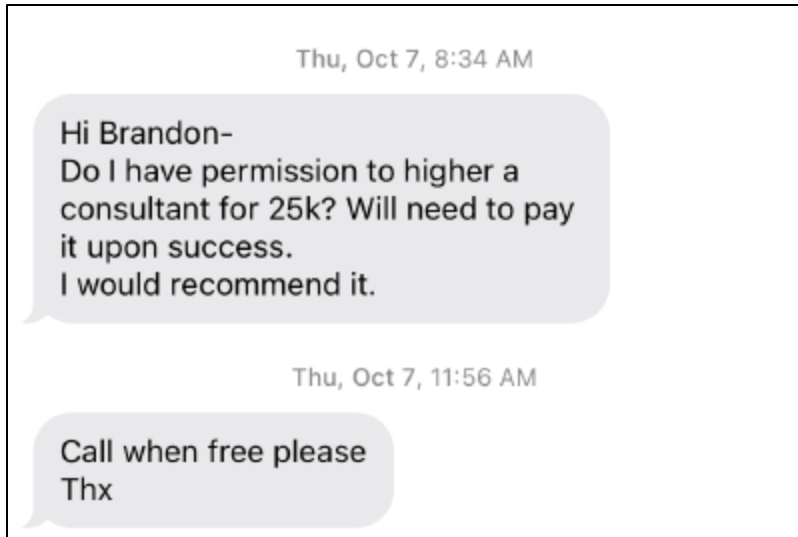 Thu, Oct 7, 8:34 AM
Hi Brandon-
Do I have permission to higher a
consultant for 25k? Will need to pay
it upon success.
I would recommend it.
Thu, Oct 7, 11:56 AM
Call when free please
Thx